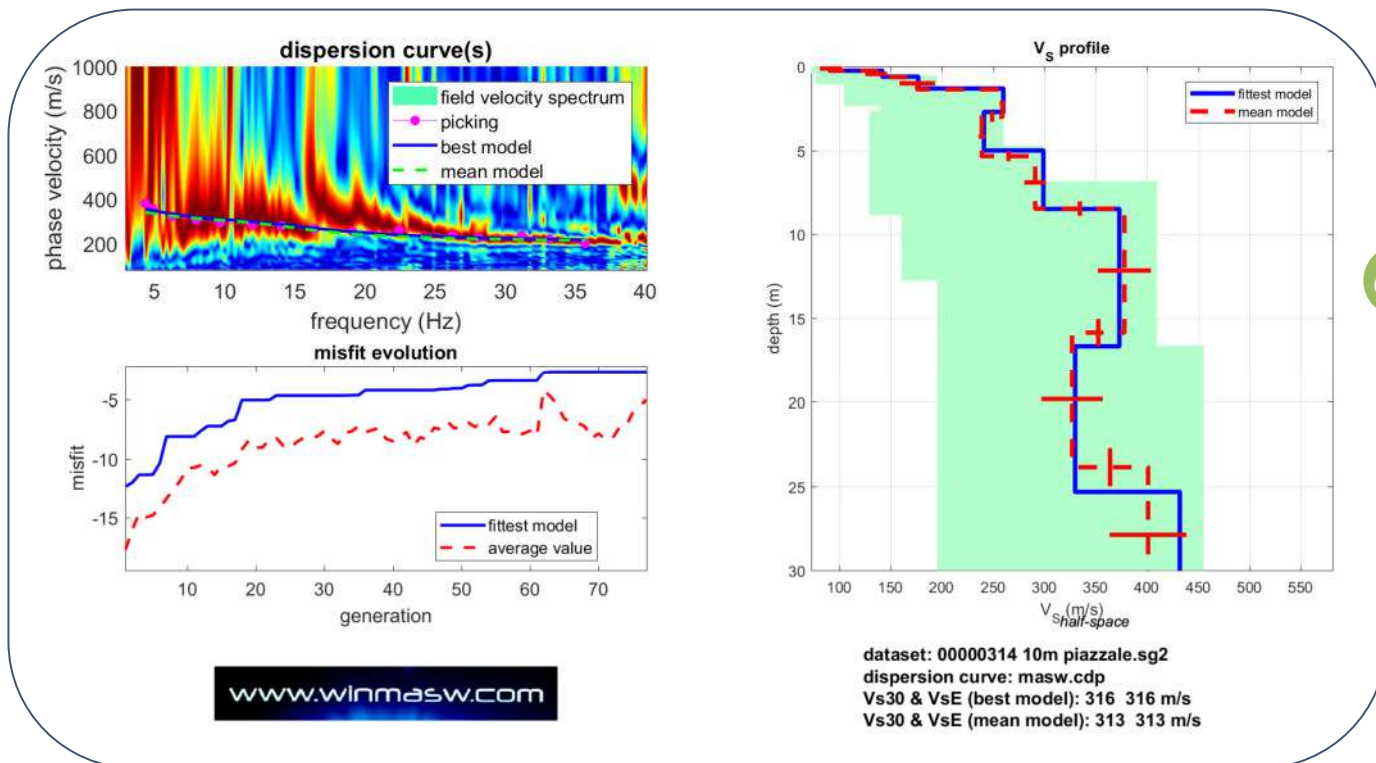 dispersion curve(s)
1000
800
600
400
200
phase velocity (m/s)
field velocity spectrum
picking
best model
mean model
5 10 15 20 25 30 35 40
frequency (Hz)
misfit evolution
-5
-10
-15
misfit
fittest model
average value
10 20 30 40 50 60 70
generation
www.winmasw.com
VS profile
0
5
10
15
20
25
30
depth (m)
fittest model
mean model
100 150 200 250 300 350 400 450 500 550
VS (m/s)
half-space
dataset: 00000314 10m piazzale.sg2
dispersion curve: masw.cdp
Vs30 & VsE (best model): 316 316 m/s
Vs30 & VsE (mean model): 313 313 m/s